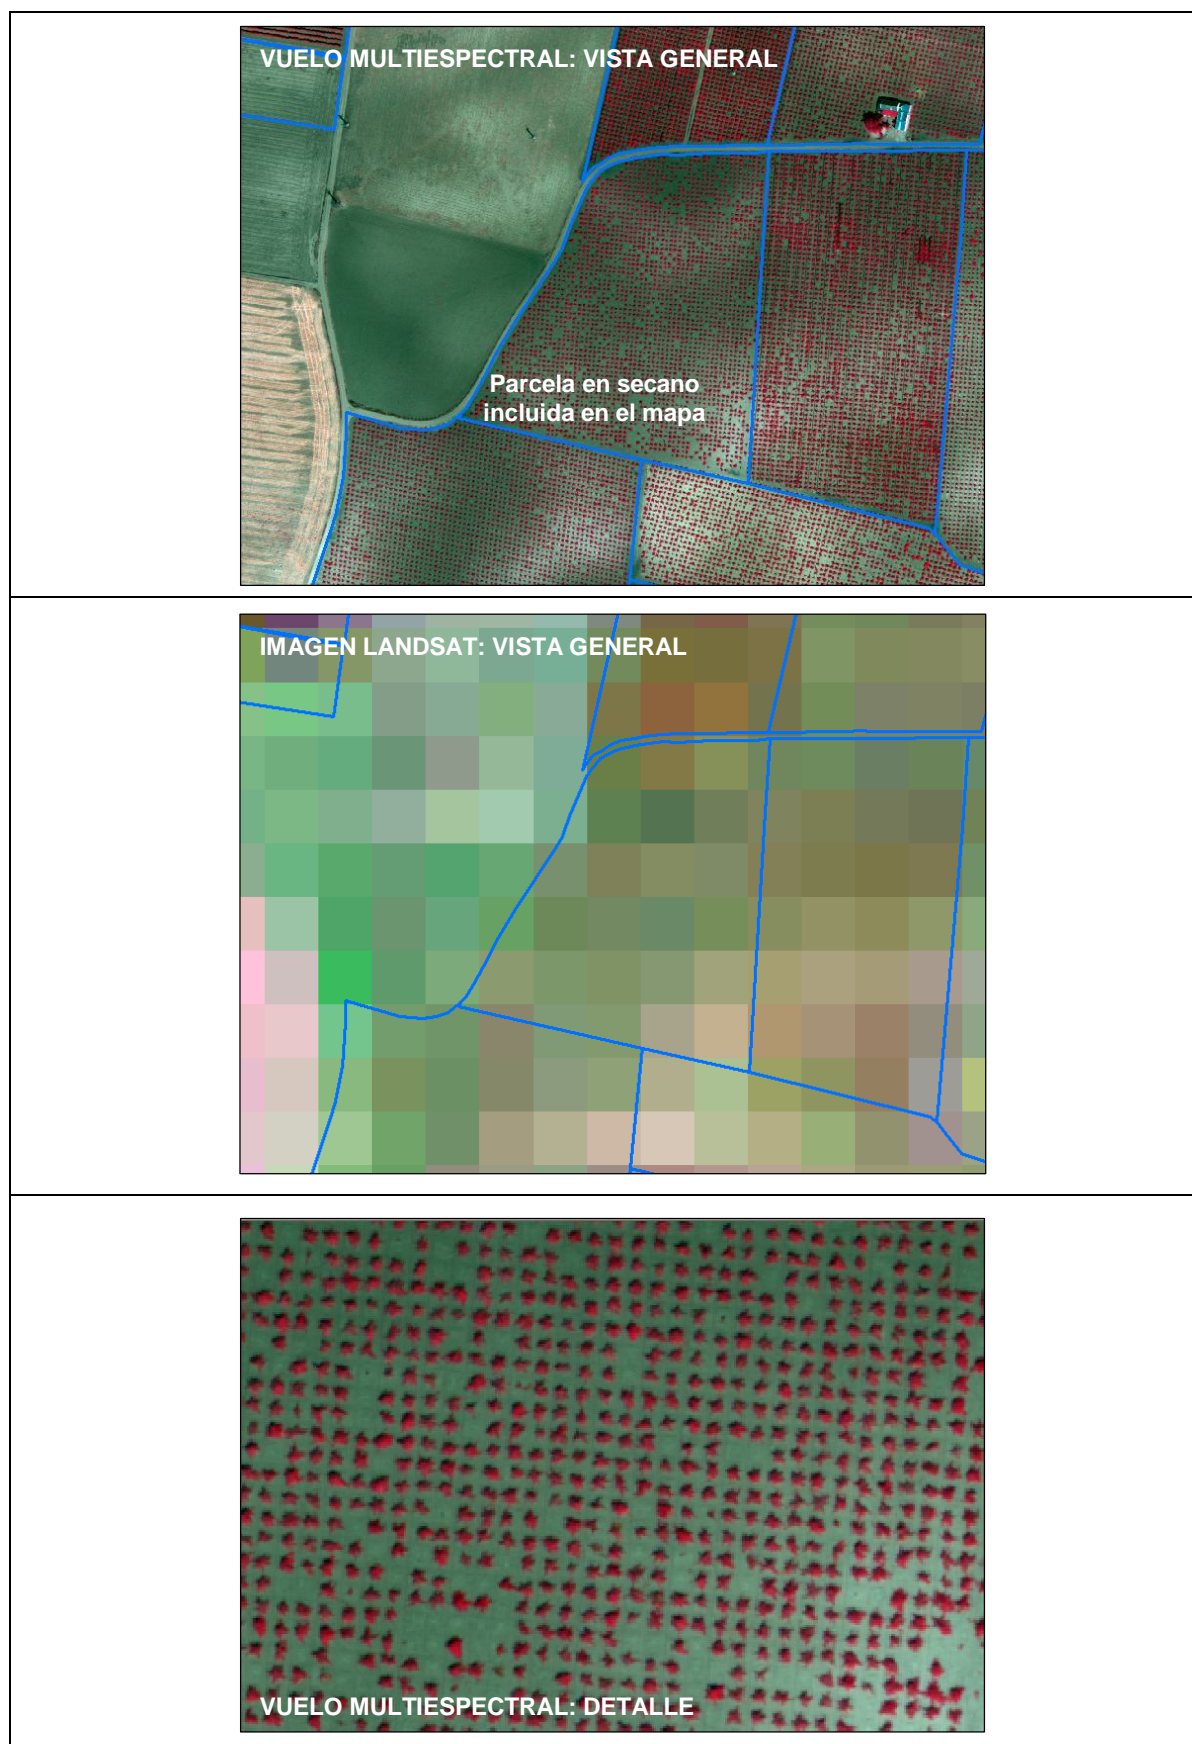 VUELO MULTIESPECTRAL: VISTA GENERAL
Parcela en secano
incluida en el mapa
IMAGEN LANDSAT: VISTA GENERAL
VUELO MULTIESPECTRAL: DETALLE